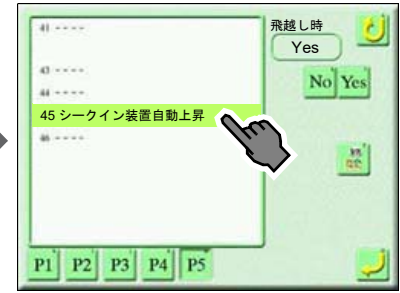 41 ----
43 ----
44 ----
45 シークイン装置自動上昇
46 ----
飛越し時
Yes
No Yes
P1 P2 P3 P4 P5